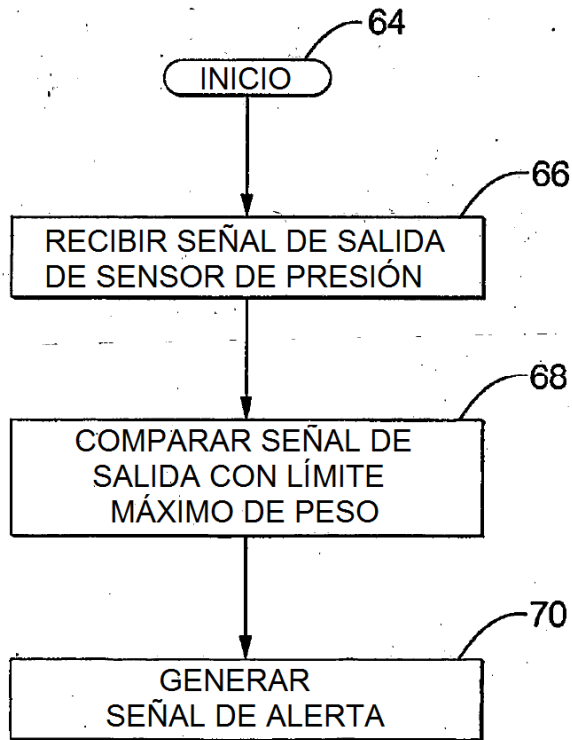 64
INICIO
66
RECIBIR SEÑAL DE SALIDA
DE SENSOR DE PRESIÓN
68
COMPARAR SEÑAL DE
SALIDA CON LÍMITE
MÁXIMO DE PESO
70
GENERAR
SEÑAL DE ALERTA